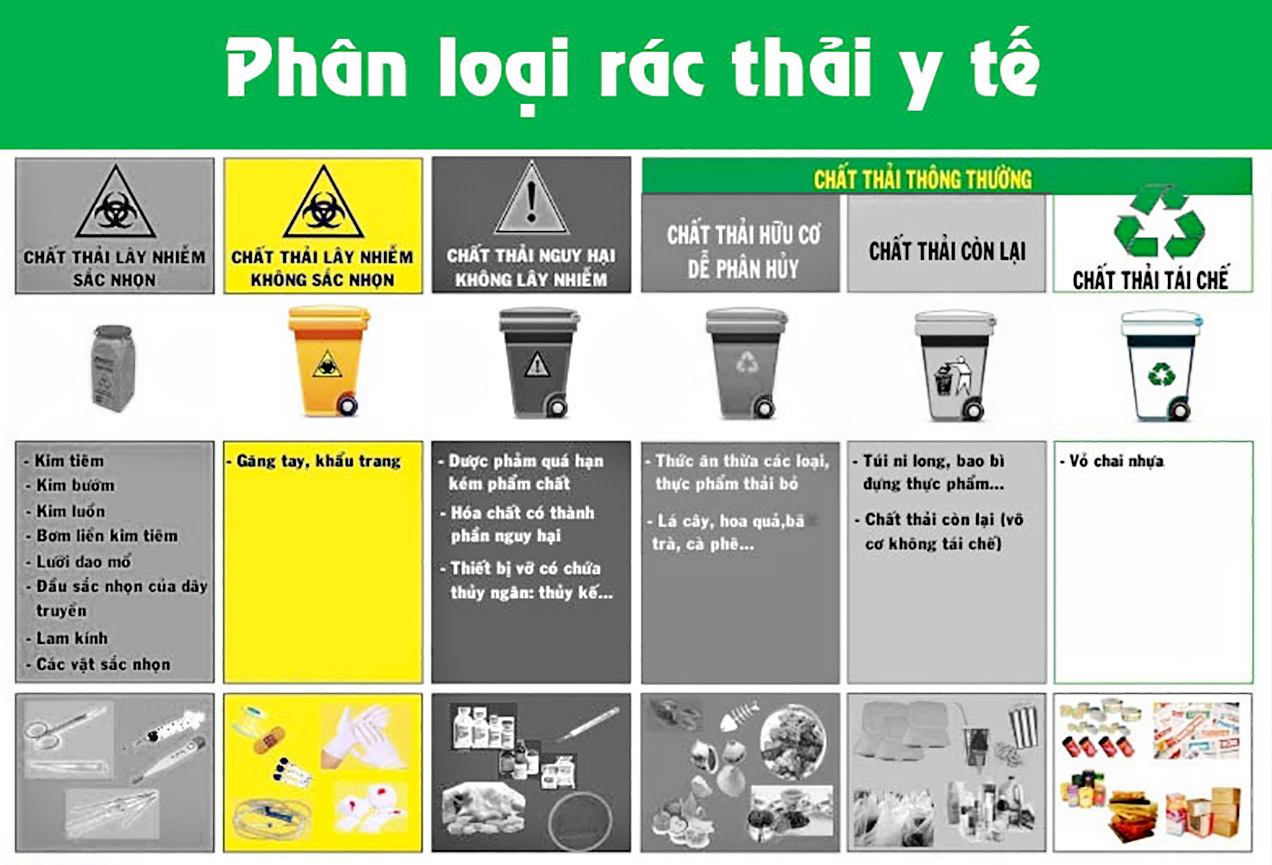 Phân loại rác thải y tế
CHẤT THẢI LÂY NHIỄM
SẮC NHỌN
CHẤT THẢI LÂY NHIỄM
KHÔNG SẮC NHỌN
CHẤT THẢI NGUY HẠI
KHÔNG LÂY NHIỄM
CHẤT THẢI THÔNG THƯỜNG
CHẤT THẢI HỮU CƠ
DỄ PHÂN HỦY
CHẤT THẢI CÒN LẠI
CHẤT THẢI TÁI CHẾ
- Kim tiêm
- Kim bướm
- Kim luồn
- Bơm liền kim tiêm
- Lưỡi dao mổ
- Đầu sắc nhọn của dây
truyền
- Lam kính
- Các vật sắc nhọn
- Găng tay, khẩu trang
- Dược phẩm quá hạn
kém phẩm chất
- Hóa chất có thành
phần nguy hại
- Thiết bị vỡ có chứa
thủy ngân: thủy kế...
- Thức ăn thừa các loại,
thực phẩm thải bỏ
- Lá cây, hoa quả,bã
trà, cà phê...
- Túi ni long, bao bì
đựng thực phẩm...
- Chất thải còn lại (vô
cơ không tái chế)
- Vỏ chai nhựa